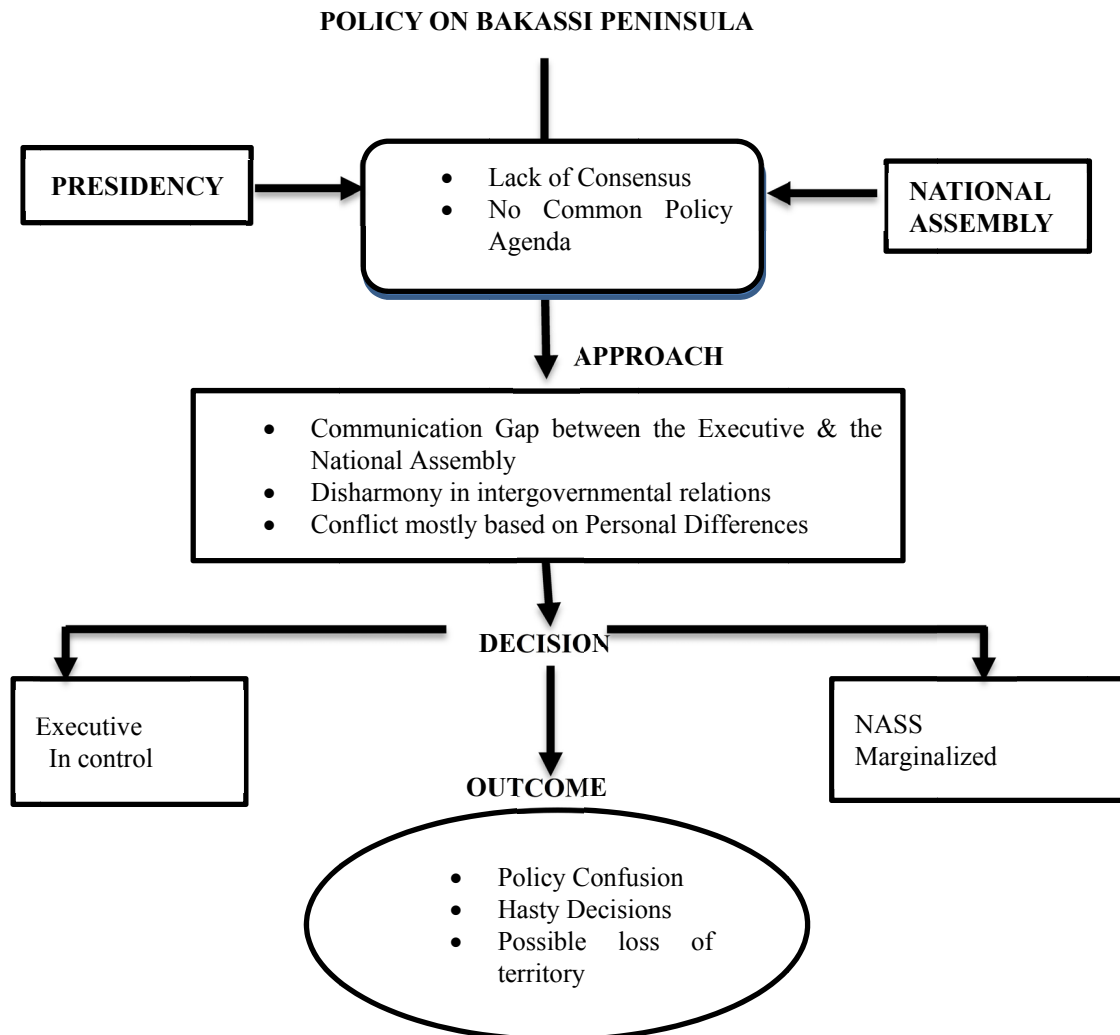 POLICY ON BAKASSI PENINSULA
PRESIDENCY
• Lack of Consensus
• No Common Policy
Agenda
NATIONAL
ASSEMBLY
APPROACH
• Communication Gap between the Executive & the
National Assembly
• Disharmony in intergovernmental relations
• Conflict mostly based on Personal Differences
DECISION
Executive
In control
NASS
Marginalized
OUTCOME
• Policy Confusion
• Hasty Decisions
• Possible loss of
territory